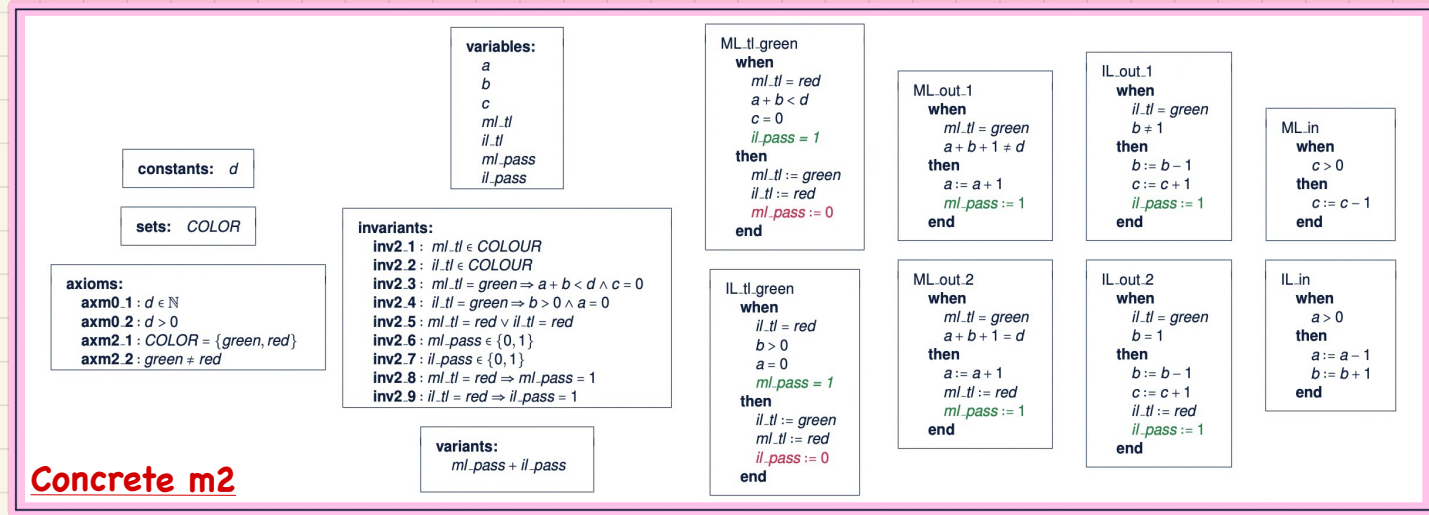 constants: d
sets: COLOR
axioms:
axm0_1 : d ∈ ℕ
axm0_2 : d > 0
axm2_1 : COLOR = {green, red}
axm2_2 : green ≠ red
Concrete m2
variables:
a
b
c
ml_tl
il_tl
ml_pass
il_pass
invariants:
inv2_1 : ml_tl ∈ COLOUR
inv2_2 : il_tl ∈ COLOUR
inv2_3 : ml_tl = green ⇒ a + b < d ∧ c = 0
inv2_4 : il_tl = green ⇒ b > 0 ∧ a = 0
inv2_5 : ml_tl = red ∨ il_tl = red
inv2_6 : ml_pass ∈ {0, 1}
inv2_7 : il_pass ∈ {0, 1}
inv2_8 : ml_tl = red ⇒ ml_pass = 1
inv2_9 : il_tl = red ⇒ il_pass = 1
variants:
ml_pass + il_pass
ML_tl_green
when
ml_tl = red
a + b < d
c = 0
il_pass = 1
then
ml_tl := green
il_tl := red
ml_pass := 0
end
IL_tl_green
when
il_tl = red
b > 0
a = 0
ml_pass = 1
then
il_tl := green
ml_tl := red
il_pass := 0
end
ML_out_1
when
ml_tl = green
a + b + 1 ≠ d
then
a := a + 1
ml_pass := 1
end
ML_out_2
when
ml_tl = green
a + b + 1 = d
then
a := a + 1
ml_tl := red
ml_pass := 1
end
IL_out_1
when
il_tl = green
b ≠ 1
then
b := b − 1
c := c + 1
il_pass := 1
end
IL_out_2
when
il_tl = green
b = 1
then
b := b − 1
c := c + 1
il_tl := red
il_pass := 1
end
ML_in
when
c > 0
then
c := c − 1
end
IL_in
when
a > 0
then
a := a − 1
b := b + 1
end